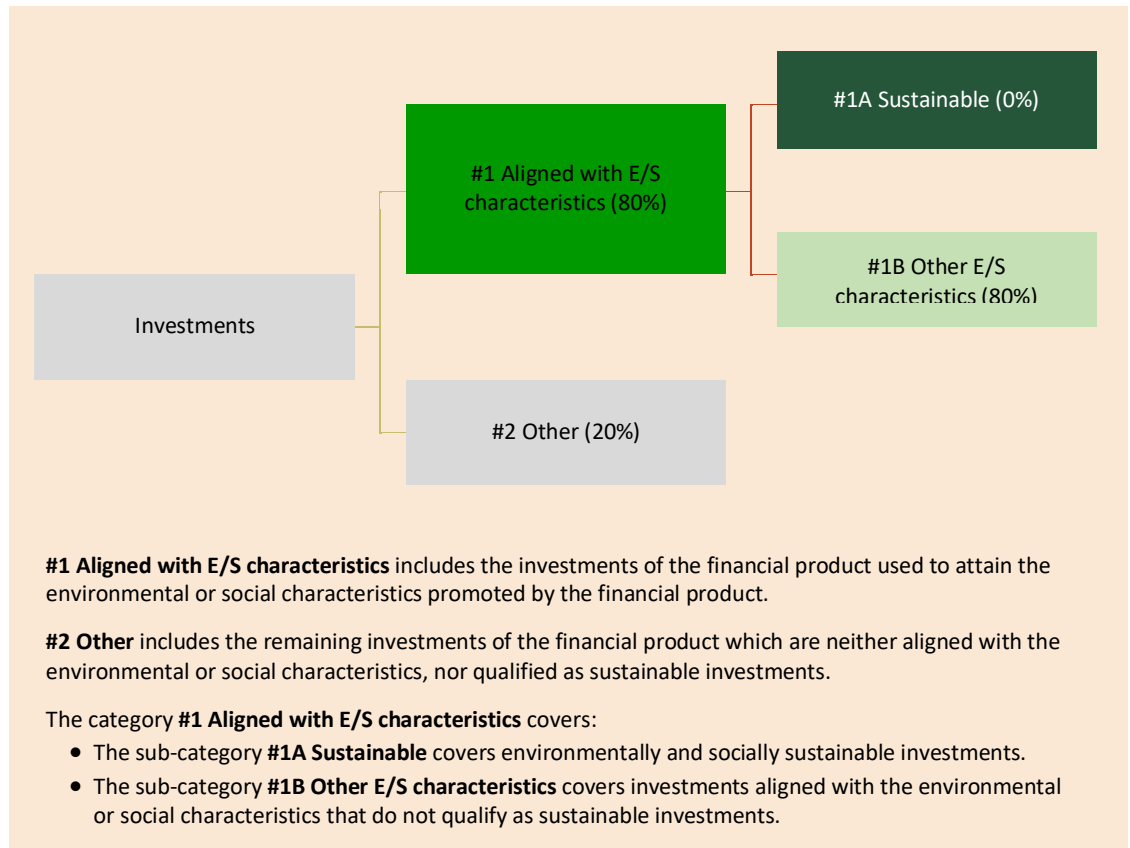 #1A Sustainable (0%)
#1 Aligned with E/S
characteristics (80%)
#1B Other E/S
characteristics (80%)
Investments
#2 Other (20%)
#1 Aligned with E/S characteristics includes the investments of the financial product used to attain the
environmental or social characteristics promoted by the financial product.
#2 Other includes the remaining investments of the financial product which are neither aligned with the
environmental or social characteristics, nor qualified as sustainable investments.
The category #1 Aligned with E/S characteristics covers:
• The sub-category #1A Sustainable covers environmentally and socially sustainable investments.
• The sub-category #1B Other E/S characteristics covers investments aligned with the environmental
or social characteristics that do not qualify as sustainable investments.